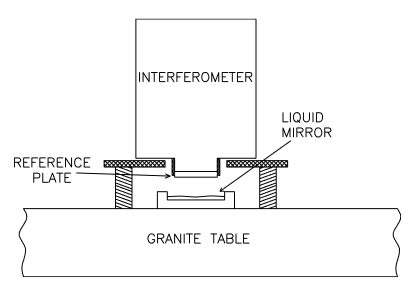 INTERFEROMETER
LIQUID
MIRROR
REFERENCE
PLATE
GRANITE TABLE